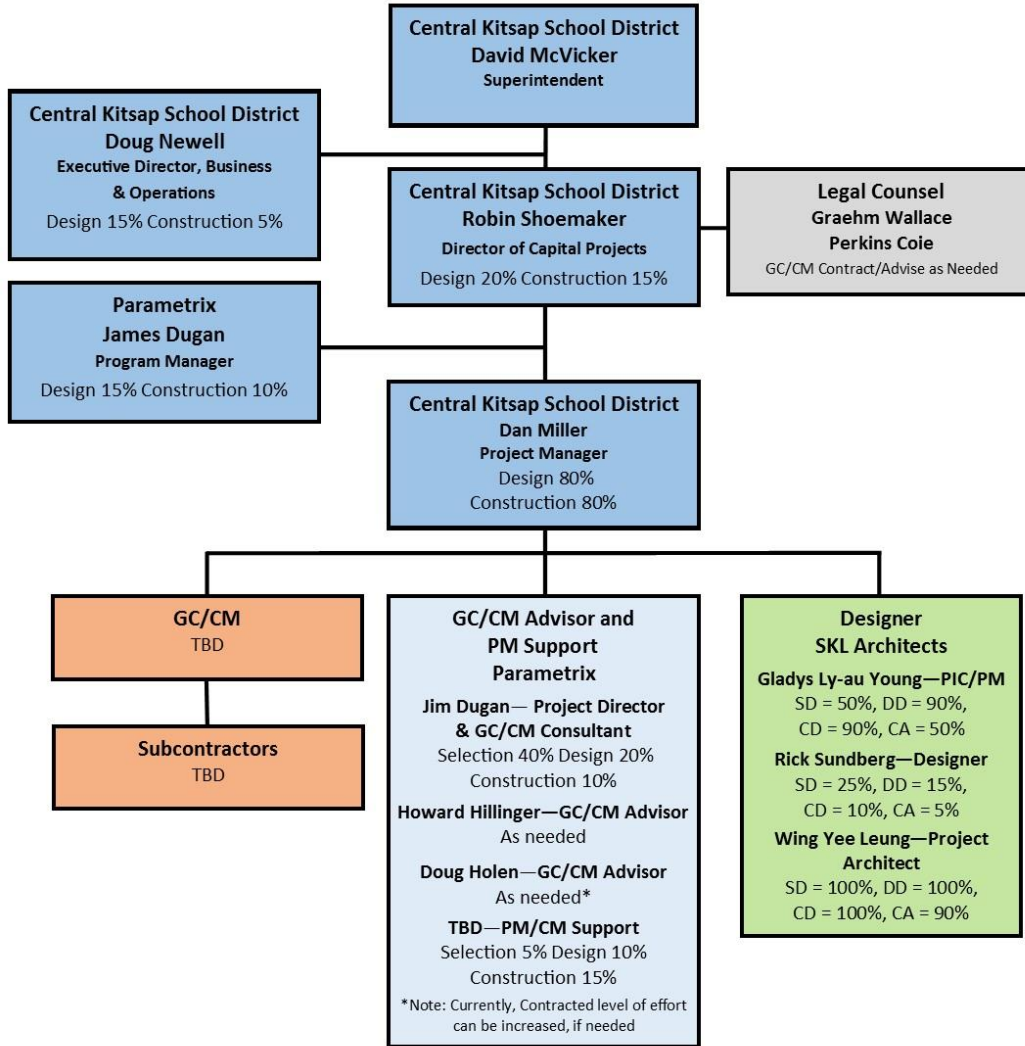 Central Kitsap School District
David McVicker
Superintendent
Central Kitsap School District
Doug Newell
Executive Director, Business
& Operations
Design 15% Construction 5%
Central Kitsap School District
Robin Shoemaker
Director of Capital Projects
Design 20% Construction 15%
Legal Counsel
Graehm Wallace
Perkins Coie
GC/CM Contract/Advise as Needed
Parametrix
James Dugan
Program Manager
Design 15% Construction 10%
Central Kitsap School District
Dan Miller
Project Manager
Design 80%
Construction 80%
GC/CM
TBD
Subcontractors
TBD
GC/CM Advisor and
PM Support
Parametrix
Jim Dugan— Project Director
& GC/CM Consultant
Selection 40% Design 20%
Construction 10%
Howard Hillinger—GC/CM Advisor
As needed
Doug Holen—GC/CM Advisor
As needed*
TBD—PM/CM Support
Selection 5% Design 10%
Construction 15%
*Note: Currently, Contracted level of effort
can be increased, if needed
Designer
SKL Architects
Gladys Ly-au Young—PIC/PM
SD = 50%, DD = 90%,
CD = 90%, CA = 50%
Rick Sundberg—Designer
SD = 25%, DD = 15%,
CD = 10%, CA = 5%
Wing Yee Leung—Project
Architect
SD = 100%, DD = 100%,
CD = 100%, CA = 90%